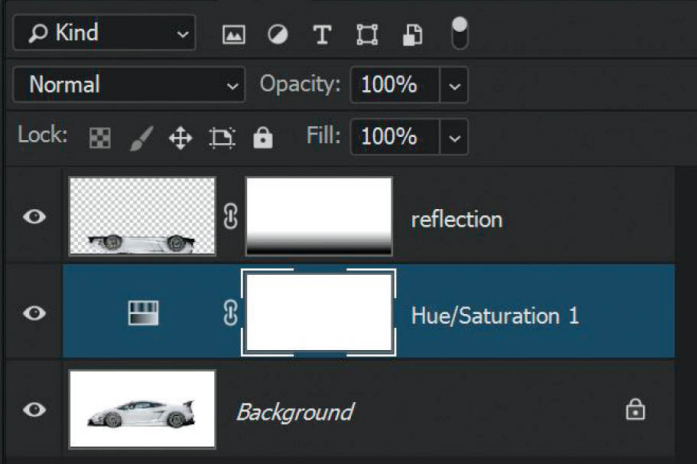 Kind
Normal Opacity: 100%
Lock: Fill: 100%
reflection
Hue/Saturation 1
Background